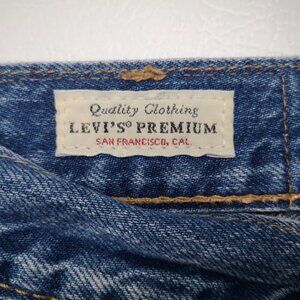 Quality Clothing
LEVI'S® PREMIUM
SAN FRANCISCO, CAL.